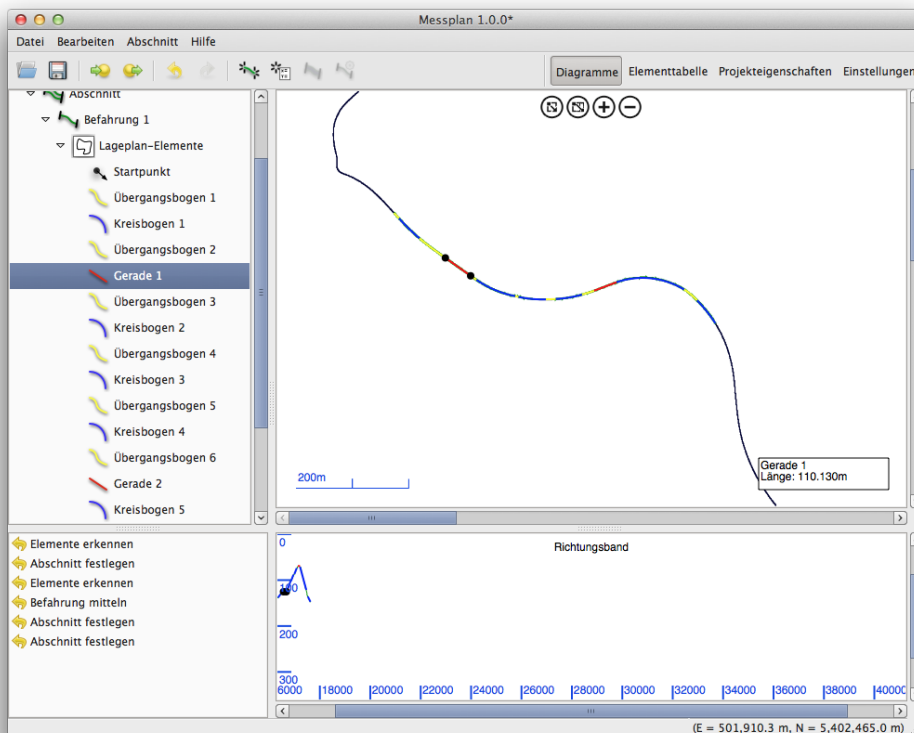 Messplan 1.0.0*
Datei Bearbeiten Abschnitt Hilfe
Diagramme Elementtabelle Projekteigenschaften Einstellungen
Abschnitt
Befahrung 1
Lageplan-Elemente
Startpunkt
Übergangsbogen 1
Kreisbogen 1
Übergangsbogen 2
Gerade 1
Übergangsbogen 3
Kreisbogen 2
Übergangsbogen 4
Kreisbogen 3
Übergangsbogen 5
Kreisbogen 4
Übergangsbogen 6
Gerade 2
Kreisbogen 5
200m
Gerade 1
Länge: 110.130m
Elemente erkennen
Abschnitt festlegen
Elemente erkennen
Befahrung mitteln
Abschnitt festlegen
Abschnitt festlegen
Richtungsband
0
100
200
300
6000 18000 20000 22000 24000 26000 28000 30000 32000 34000 36000 38000 40000
(E = 501,910.3 m, N = 5,402,465.0 m)